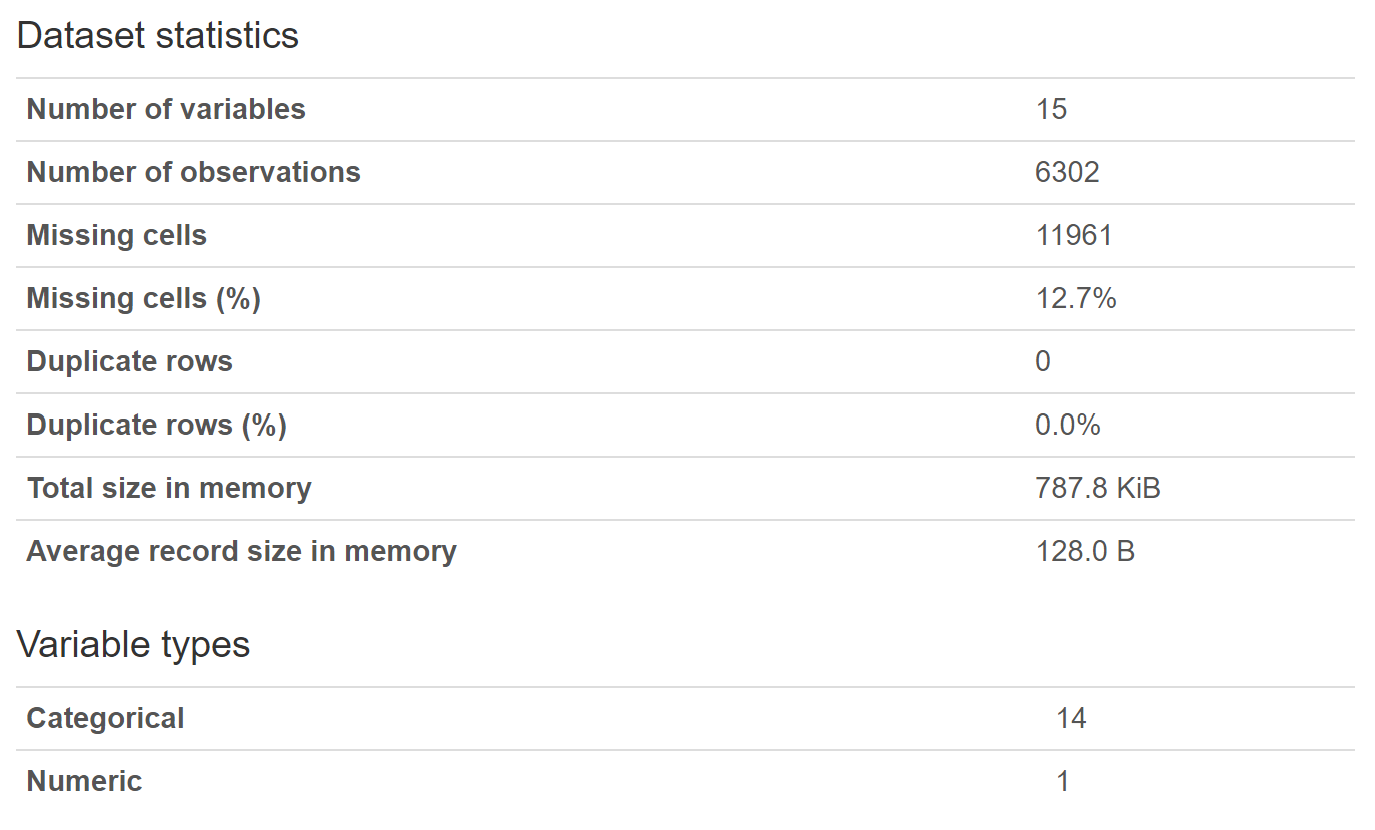 Dataset statistics
Number of variables 15
Number of observations 6302
Missing cells 11961
Missing cells (%) 12.7%
Duplicate rows 0
Duplicate rows (%) 0.0%
Total size in memory 787.8 KiB
Average record size in memory 128.0 B
Variable types
Categorical 14
Numeric 1